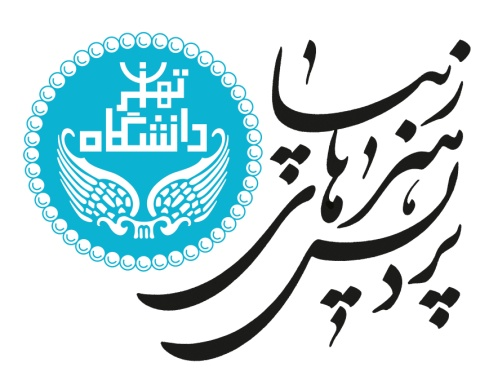 پردیس
هنرهای
زیبا
دانشگاه
تهران